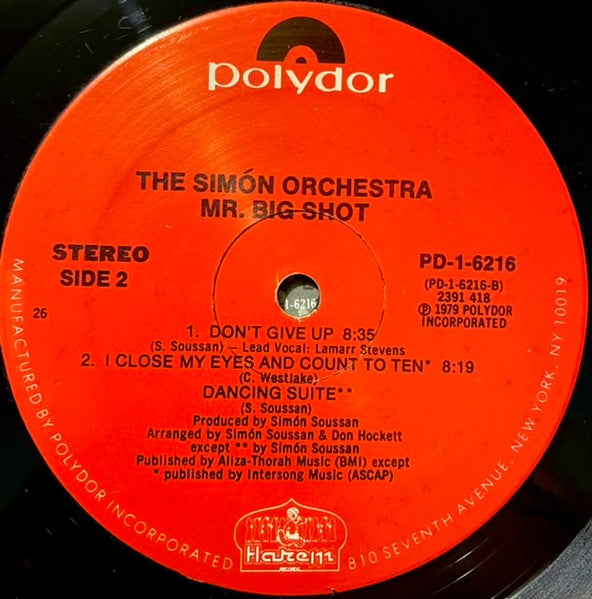 polydor
THE SIMÓN ORCHESTRA
MR. BIG SHOT
STEREO
SIDE 2
PD-1-6216
(PD-1-6216-B)
2391 418
℗ 1979 POLYDOR
INCORPORATED
26
1-6216
1. DON'T GIVE UP 8:35
(S. Soussan) — Lead Vocal: Lamarr Stevens
2. I CLOSE MY EYES AND COUNT TO TEN* 8:19
(C. Westlake)
DANCING SUITE**
(S. Soussan)
Produced by Simón Soussan
Arranged by Simón Soussan & Don Hockett
except ** by Simón Soussan
Published by Aliza-Thorah Music (BMI) except
* published by Intersong Music (ASCAP)
MANUFACTURED BY POLYDOR INCORPORATED 810 SEVENTH AVENUE, NEW YORK, NY 10019
Harem
RECORDS